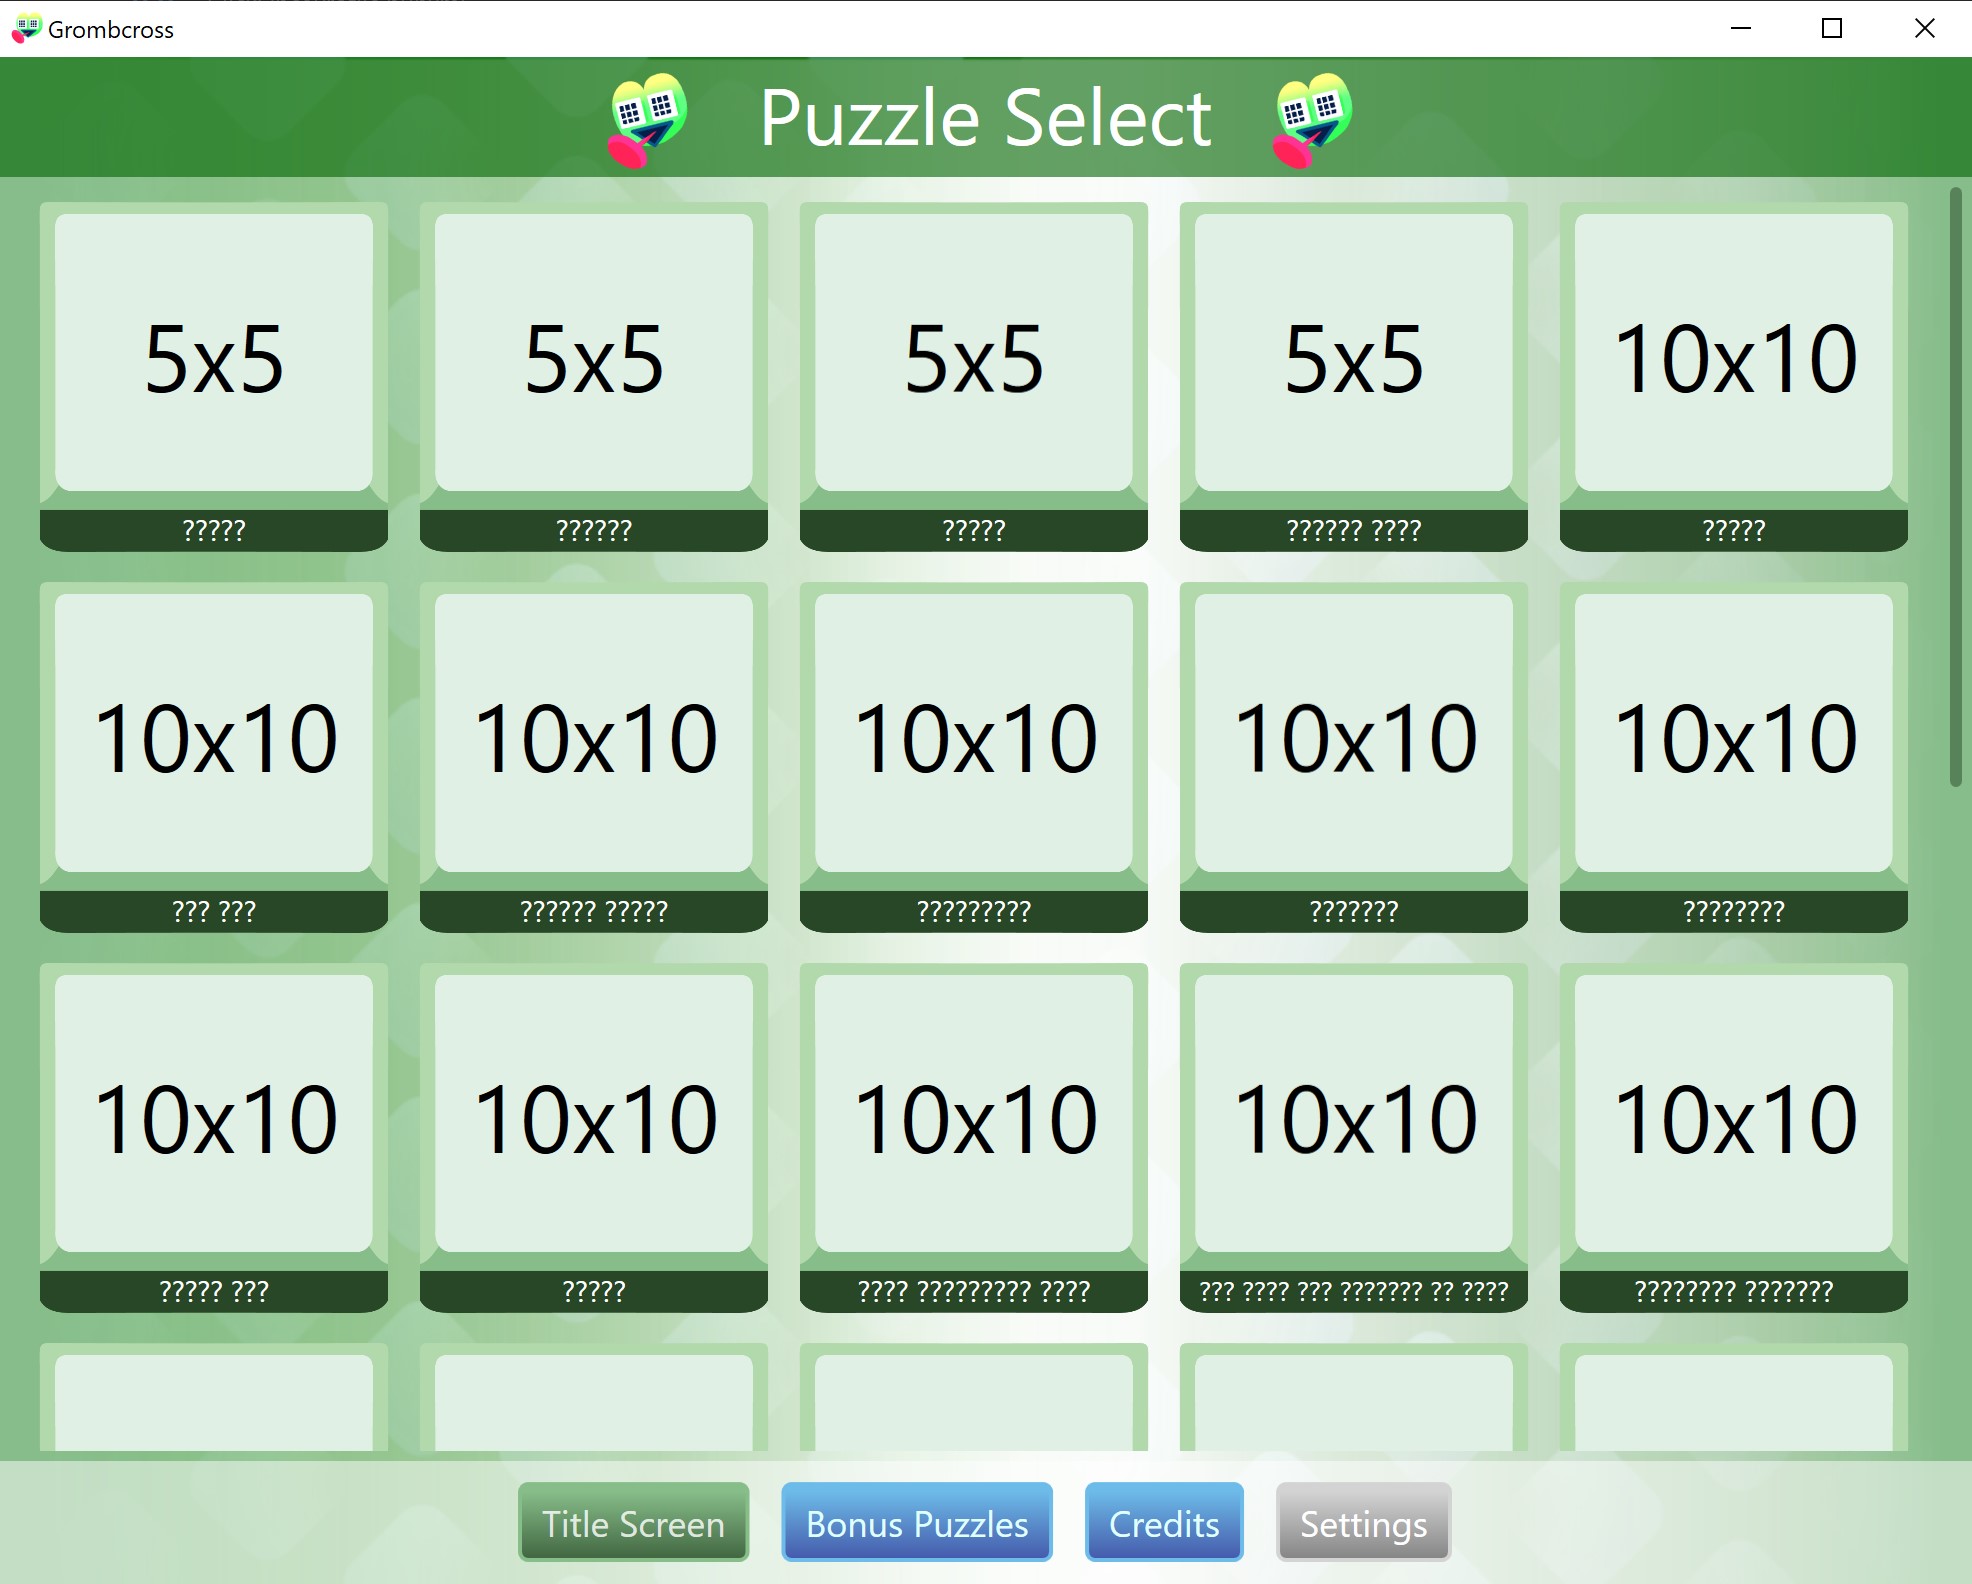 Grombcross
Puzzle Select
5x5 5x5 5x5 5x5 10x10
????? ?????? ????? ?????? ???? ?????
10x10 10x10 10x10 10x10 10x10
??? ??? ?????? ????? ????????? ??????? ????????
10x10 10x10 10x10 10x10 10x10
????? ??? ????? ???? ????????? ???? ??? ???? ??? ??????? ?? ???? ???????? ???????
Title Screen Bonus Puzzles Credits Settings